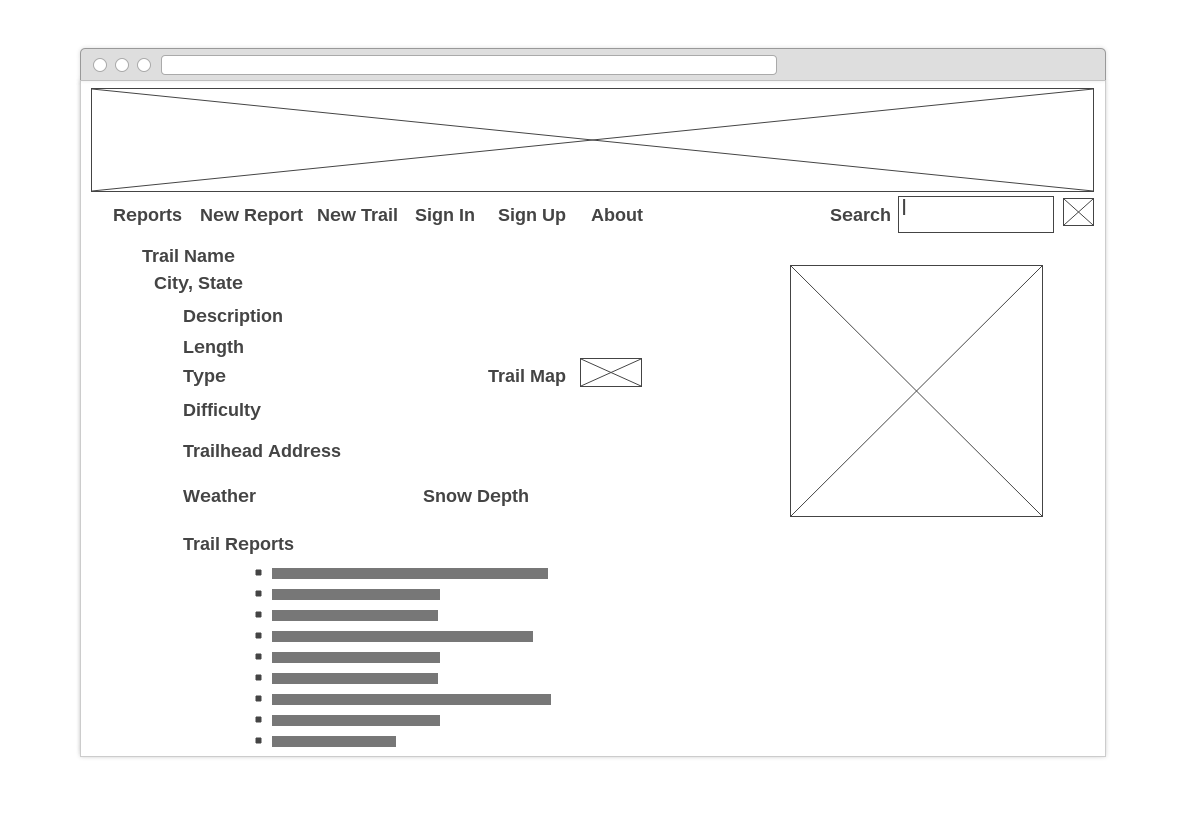 Reports New Report New Trail Sign In Sign Up About Search
Trail Name
City, State
Description
Length
Type Trail Map
Difficulty
Trailhead Address
Weather Snow Depth
Trail Reports